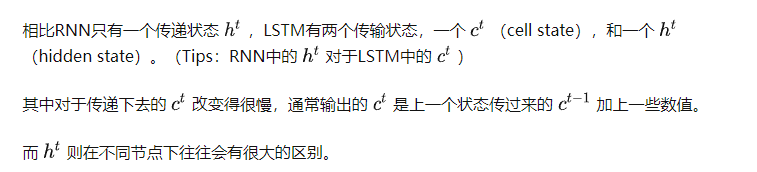 相比RNN只有一个传递状态 h^t ，LSTM有两个传输状态，一个 c^t （cell state），和一个 h^t
（hidden state）。（Tips：RNN中的 h^t 对于LSTM中的 c^t ）
其中对于传递下去的 c^t 改变得很慢，通常输出的 c^t 是上一个状态传过来的 c^{t-1} 加上一些数值。
而 h^t 则在不同节点下往往会有很大的区别。